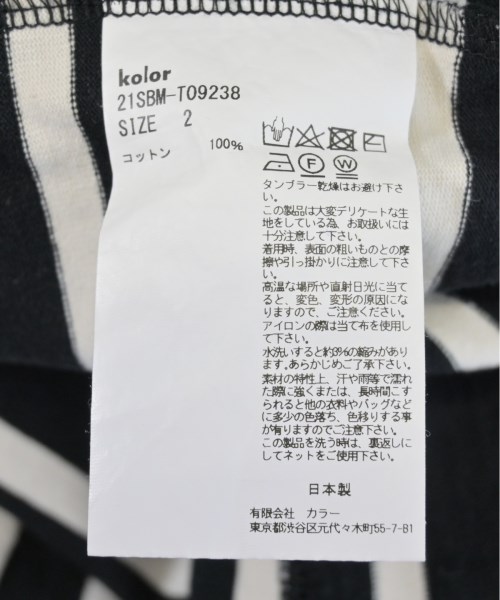 kolor
21SBM-T09238
SIZE 2
コットン 100%
F W
タンブラー乾燥はお避け下さ
い。
この製品は大変デリケートな生
地をしている為、お取扱いには
十分注意して下さい。
着用時、表面の粗いものとの摩
擦や引っ掛かりに注意して下さ
い。
高温な場所や直射日光に当て
ると、変色、変形の原因になり
ますので、ご注意ください。
アイロンの際は当て布を使用し
て下さい。
水洗いすると約3%の縮みがあり
ます。あらかじめご了承下さい。
素材の特性上、汗や雨等で濡れ
た際に強くまたは、長時間こす
られると他の衣料やバッグなど
に多少の色落ち、色移りする事
が有りますのでご注意下さい。
この製品を洗う時は、裏返しに
してネットをご使用下さい。
日本製
有限会社 カラー
東京都渋谷区元代々木町55-7-B1